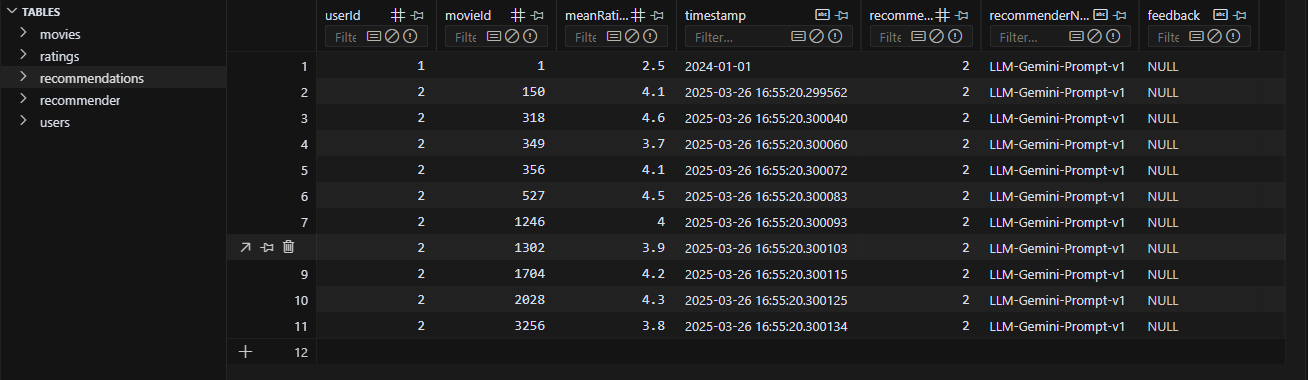 TABLES
movies
ratings
recommendations
recommender
users
userId movieId meanRati... timestamp recomme... recommenderN... feedback
Filte Filte Filte Filter... Filte Filter... Filte
1 1 1 2.5 2024-01-01 2 LLM-Gemini-Prompt-v1 NULL
2 2 150 4.1 2025-03-26 16:55:20.299562 2 LLM-Gemini-Prompt-v1 NULL
3 2 318 4.6 2025-03-26 16:55:20.300040 2 LLM-Gemini-Prompt-v1 NULL
4 2 349 3.7 2025-03-26 16:55:20.300060 2 LLM-Gemini-Prompt-v1 NULL
5 2 356 4.1 2025-03-26 16:55:20.300072 2 LLM-Gemini-Prompt-v1 NULL
6 2 527 4.5 2025-03-26 16:55:20.300083 2 LLM-Gemini-Prompt-v1 NULL
7 2 1246 4 2025-03-26 16:55:20.300093 2 LLM-Gemini-Prompt-v1 NULL
2 1302 3.9 2025-03-26 16:55:20.300103 2 LLM-Gemini-Prompt-v1 NULL
9 2 1704 4.2 2025-03-26 16:55:20.300115 2 LLM-Gemini-Prompt-v1 NULL
10 2 2028 4.3 2025-03-26 16:55:20.300125 2 LLM-Gemini-Prompt-v1 NULL
11 2 3256 3.8 2025-03-26 16:55:20.300134 2 LLM-Gemini-Prompt-v1 NULL
12